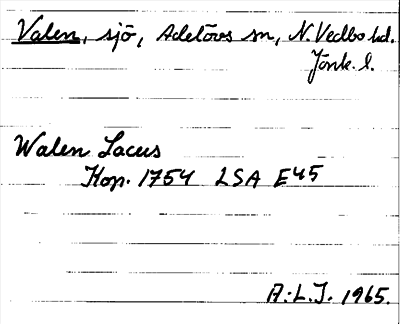 Valen, sjö, Adelövs sn, N. Vedbo hd.
Jönk. l.
Walen Lacus
Kop. 1754 LSA E45
A.-L.J. 1965.